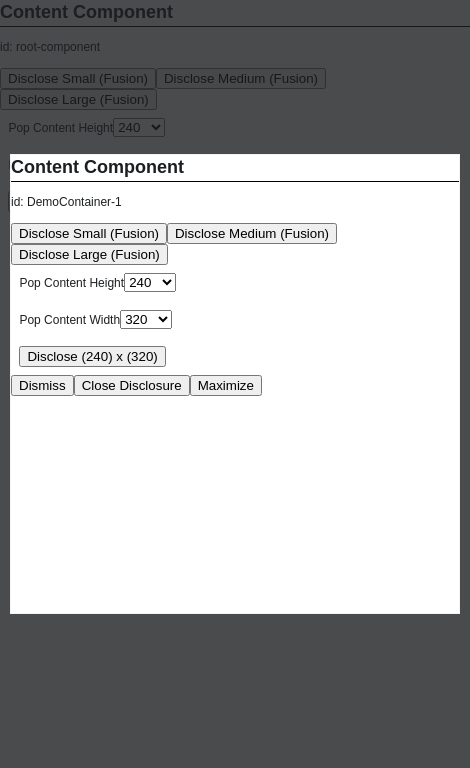 Content Component
id: root-component
Disclose Small (Fusion) Disclose Medium (Fusion)
Disclose Large (Fusion)
Pop Content Height 240
Content Component
id: DemoContainer-1
Disclose Small (Fusion) Disclose Medium (Fusion)
Disclose Large (Fusion)
Pop Content Height 240
Pop Content Width 320
Disclose (240) x (320)
Dismiss Close Disclosure Maximize